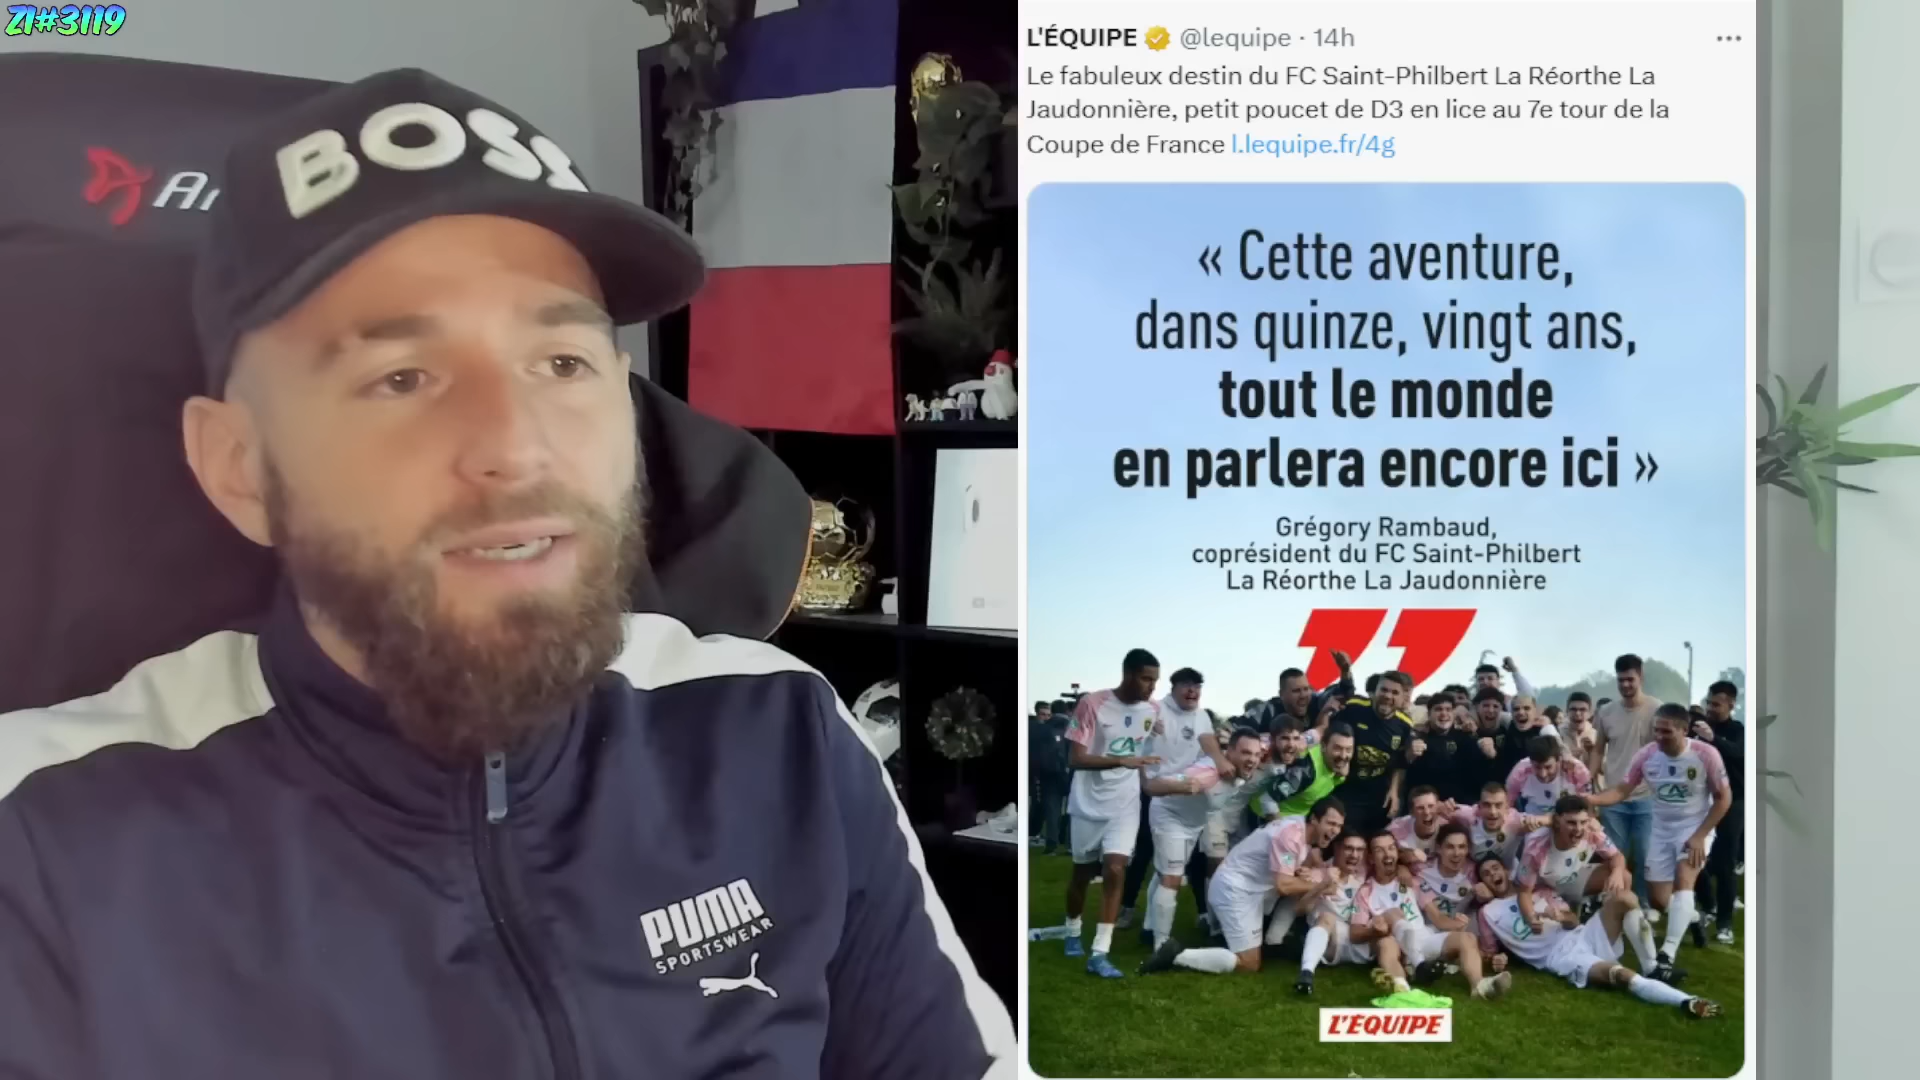 ZI#3119
BOSS
L'ÉQUIPE @lequipe · 14h
Le fabuleux destin du FC Saint-Philbert La Réorthe La
Jaudonnière, petit poucet de D3 en lice au 7e tour de la
Coupe de France l.lequipe.fr/4g
« Cette aventure,
dans quinze, vingt ans,
tout le monde
en parlera encore ici »
Grégory Rambaud,
coprésident du FC Saint-Philbert
La Réorthe La Jaudonnière
L'ÉQUIPE
PUMA
SPORTSWEAR